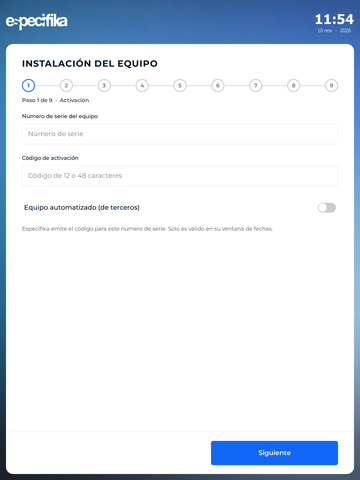 e·specifika
11:54
10 nov - 2026
INSTALACIÓN DEL EQUIPO
1 2 3 4 5 6 7 8 9
Paso 1 de 9 - Activación
Número de serie del equipo
Número de serie
Código de activación
Código de 12 o 48 caracteres
Equipo automatizado (de terceros)
Especifika emite el código para este número de serie. Solo es válido en su ventana de fechas.
Siguiente